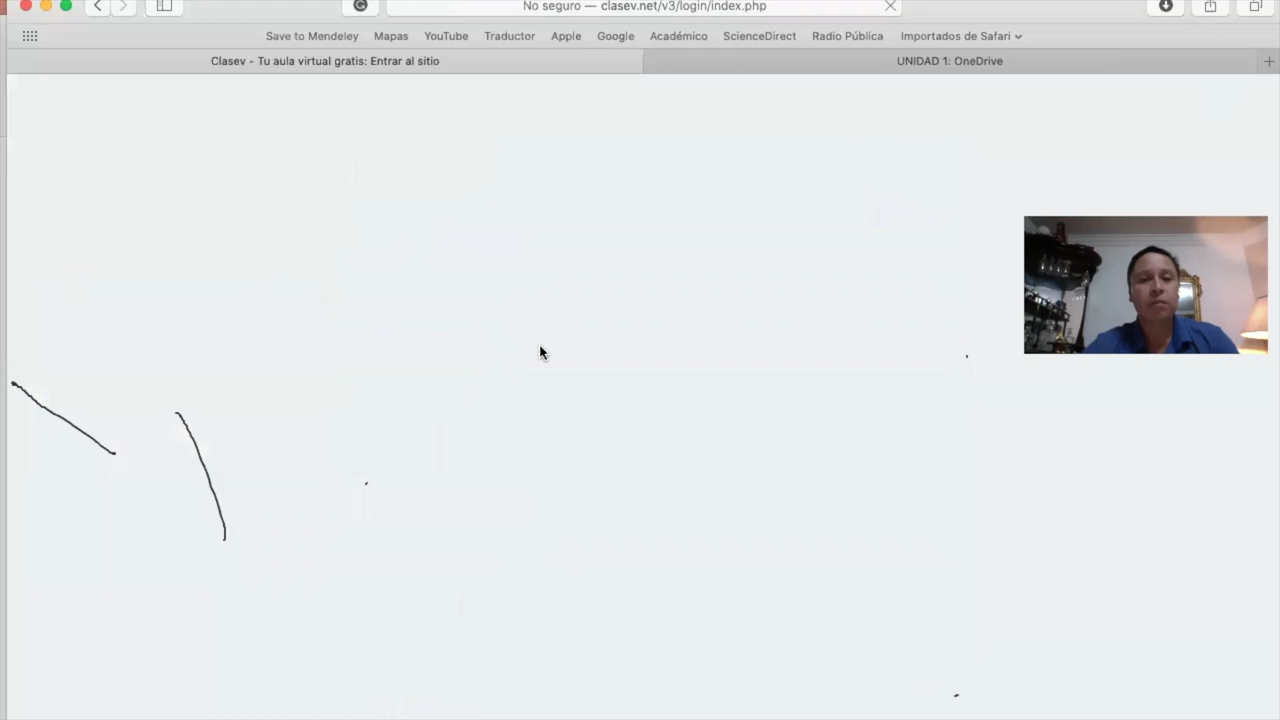 No seguro — clasev.net/v3/login/index.php
Save to Mendeley Mapas YouTube Traductor Apple Google Académico ScienceDirect Radio Pública Importados de Safari
Clasev - Tu aula virtual gratis: Entrar al sitio UNIDAD 1: OneDrive